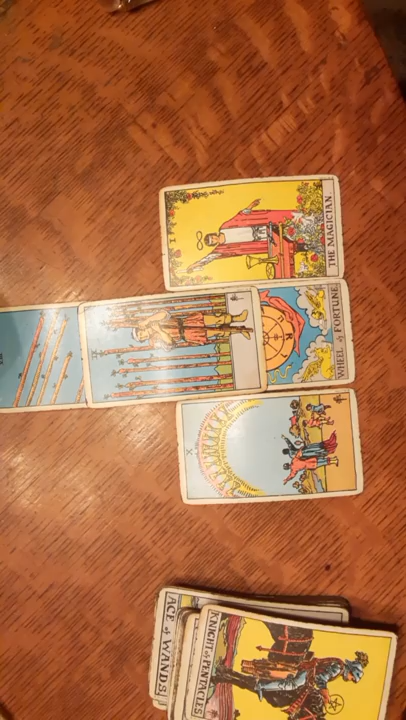 I
THE MAGICIAN
WHEEL of FORTUNE
X
ACE of WANDS.
KNIGHT of PENTACLES